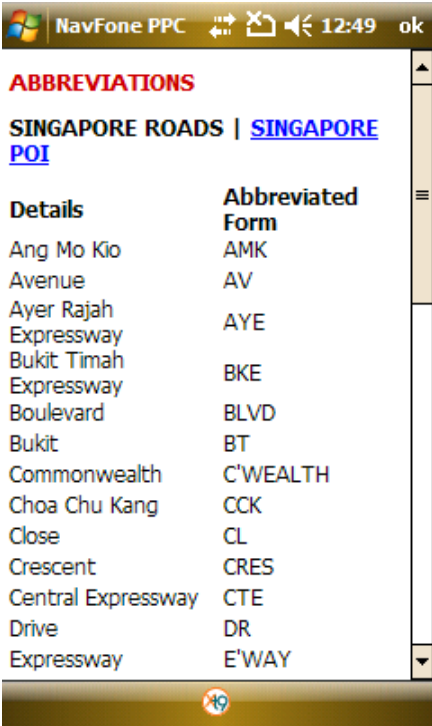 NavFone PPC 12:49 ok
ABBREVIATIONS
SINGAPORE ROADS | SINGAPORE
POI
Details Abbreviated
Form
Ang Mo Kio AMK
Avenue AV
Ayer Rajah
Expressway AYE
Bukit Timah
Expressway BKE
Boulevard BLVD
Bukit BT
Commonwealth C'WEALTH
Choa Chu Kang CCK
Close CL
Crescent CRES
Central Expressway CTE
Drive DR
Expressway E'WAY